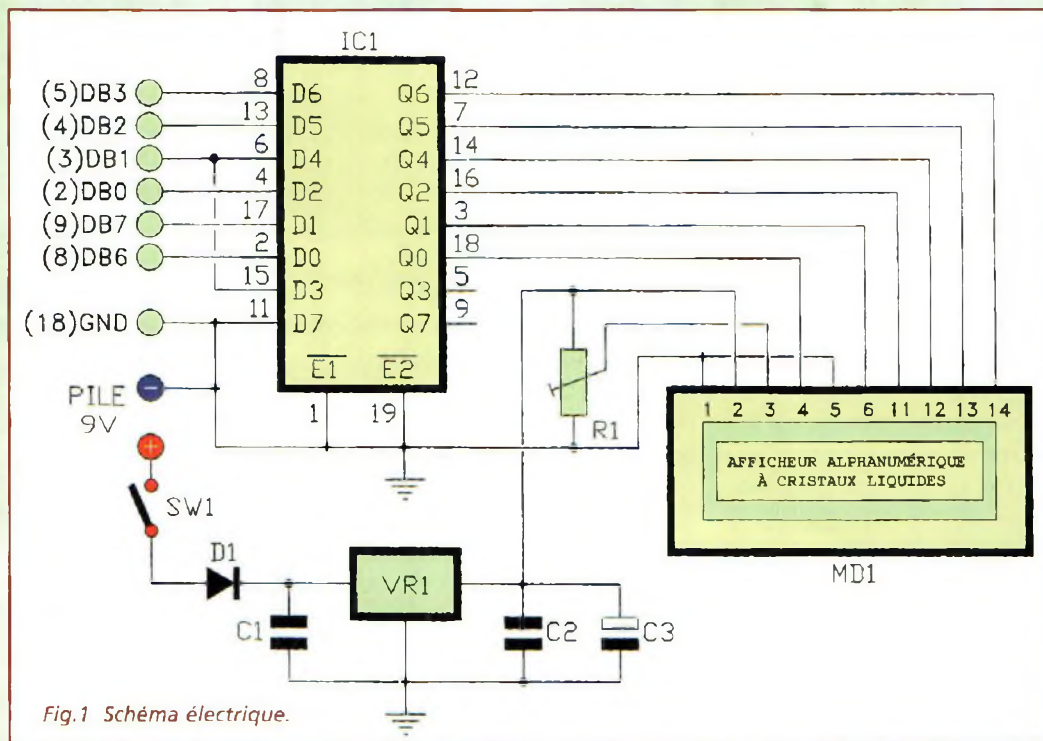 IC1
(5)DB3 8 D6 Q6 12
(4)DB2 13 D5 Q5 7
(3)DB1 6 D4 Q4 14
(2)DB0 4 D2 Q2 16
(9)DB7 17 D1 Q1 3
(8)DB6 2 D0 Q0 18
15 D3 Q3 5
(18)GND 11 D7 Q7 9
E1 E2
1 19
PILE
9V
-
+
SW1
R1
1 2 3 4 5 6 11 12 13 14
AFFICHEUR ALPHANUMÉRIQUE
À CRISTAUX LIQUIDES
MD1
D1
VR1
C1
C2
C3
Fig.1 Schéma électrique.